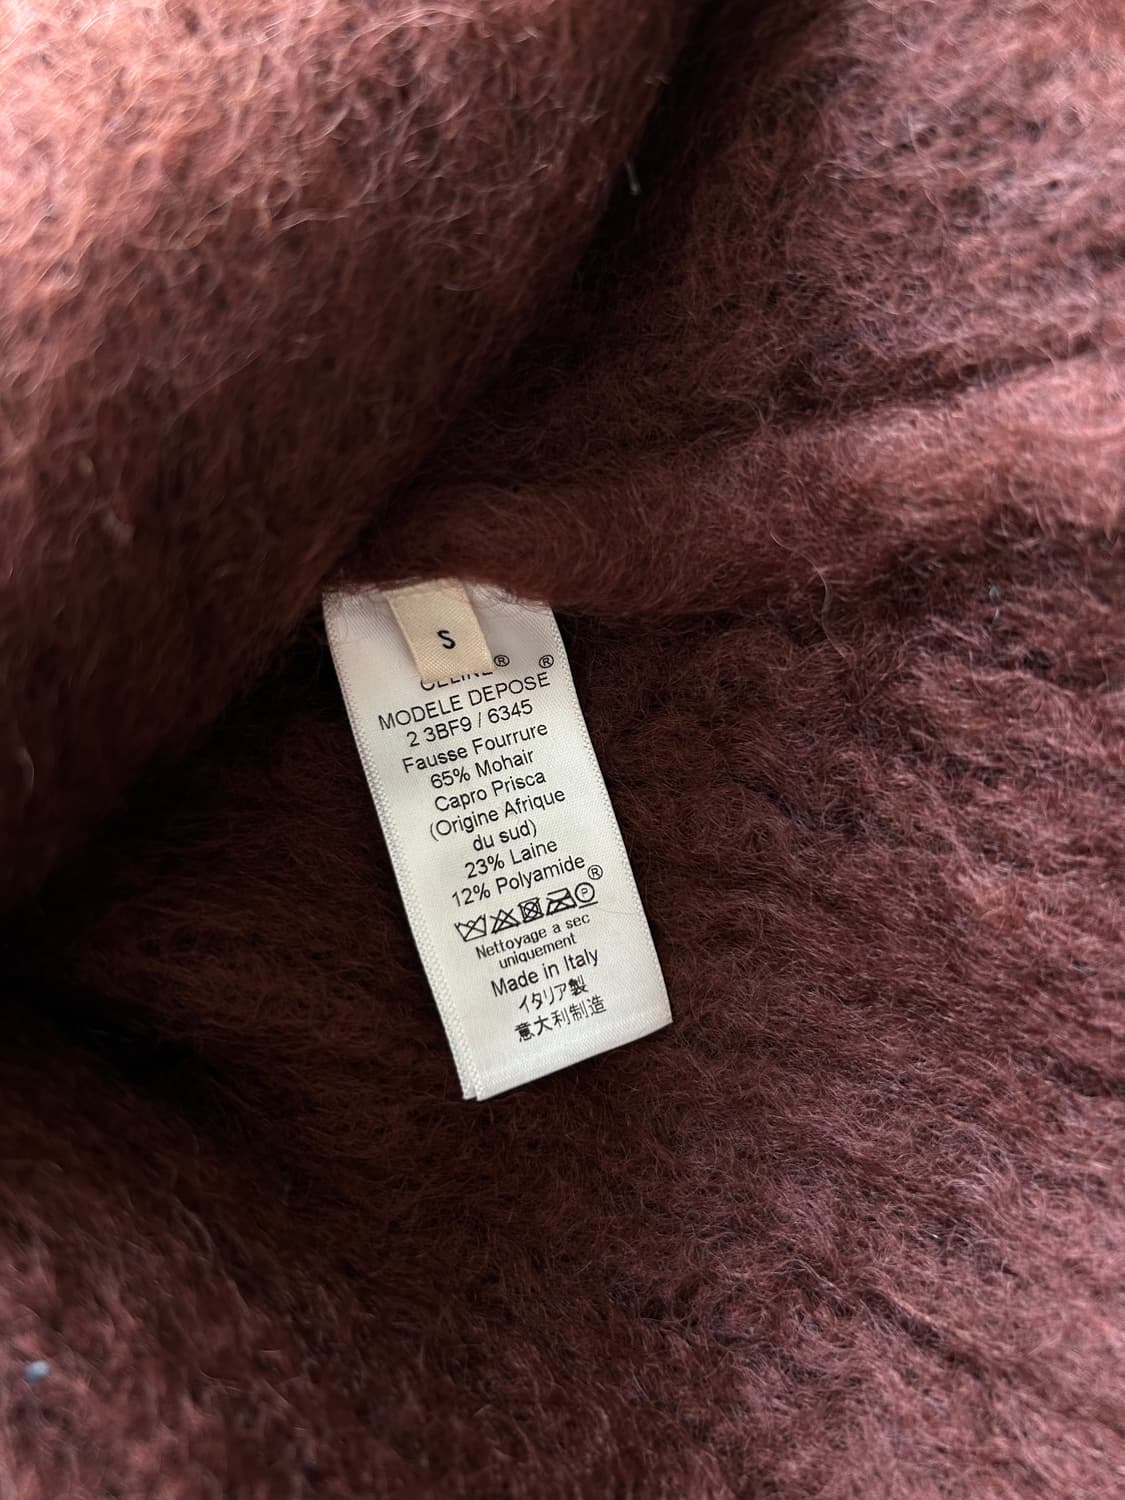 S
CELINE® ®
MODELE DEPOSE
2 3BF9 / 6345
Fausse Fourrure
65% Mohair
Capro Prisca
(Origine Afrique
du sud)
23% Laine
12% Polyamide ®
P
Nettoyage a sec
uniquement
Made in Italy
イタリア製
意大利制造